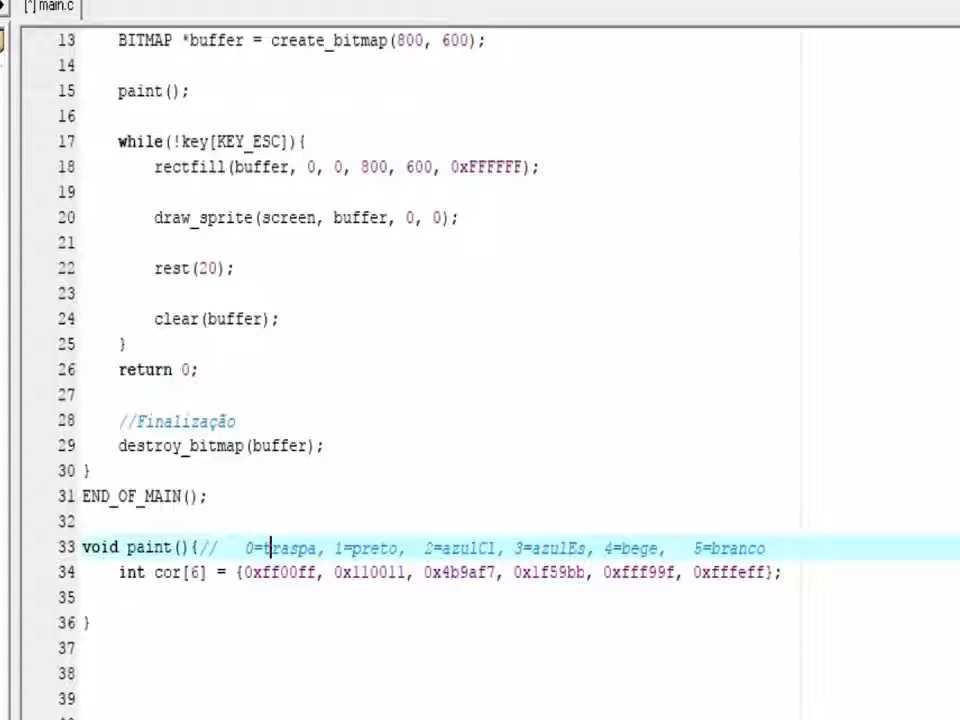 [*] main.c
13 BITMAP *buffer = create_bitmap(800, 600);
14
15 paint();
16
17 while(!key[KEY_ESC]){
18 rectfill(buffer, 0, 0, 800, 600, 0xFFFFFF);
19
20 draw_sprite(screen, buffer, 0, 0);
21
22 rest(20);
23
24 clear(buffer);
25 }
26 return 0;
27
28 //Finalização
29 destroy_bitmap(buffer);
30 }
31 END_OF_MAIN();
32
33 void paint(){// 0=traspa, 1=preto, 2=azulCl, 3=azulEs, 4=bege, 5=branco
34 int cor[6] = {0xff00ff, 0x110011, 0x4b9af7, 0x1f59bb, 0xfff99f, 0xfffeff};
35
36 }
37
38
39